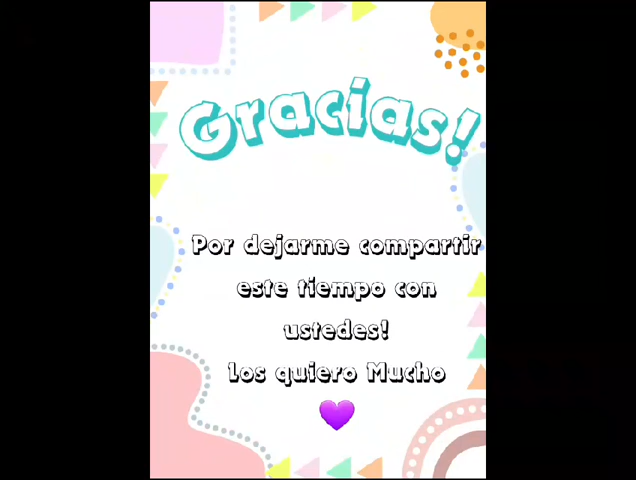 Gracias!
Por dejarme compartir
este tiempo con
ustedes!
Los quiero Mucho